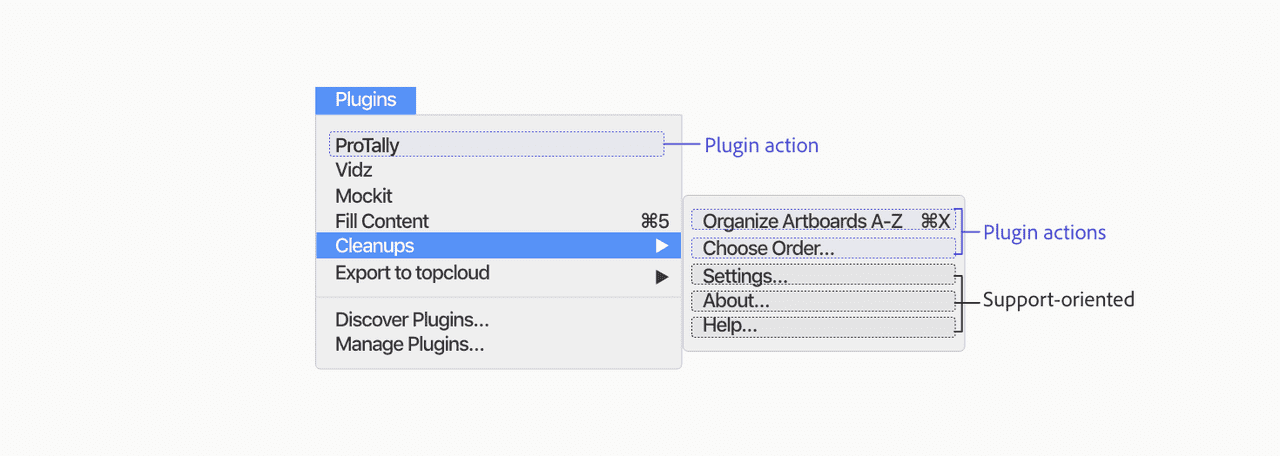 Plugins
ProTally
Plugin action
Vidz
Mockit
Fill Content ⌘5
Cleanups ▶
Export to topcloud ▶
Discover Plugins...
Manage Plugins...
Organize Artboards A-Z ⌘X
Choose Order...
Plugin actions
Settings...
About...
Help...
Support-oriented